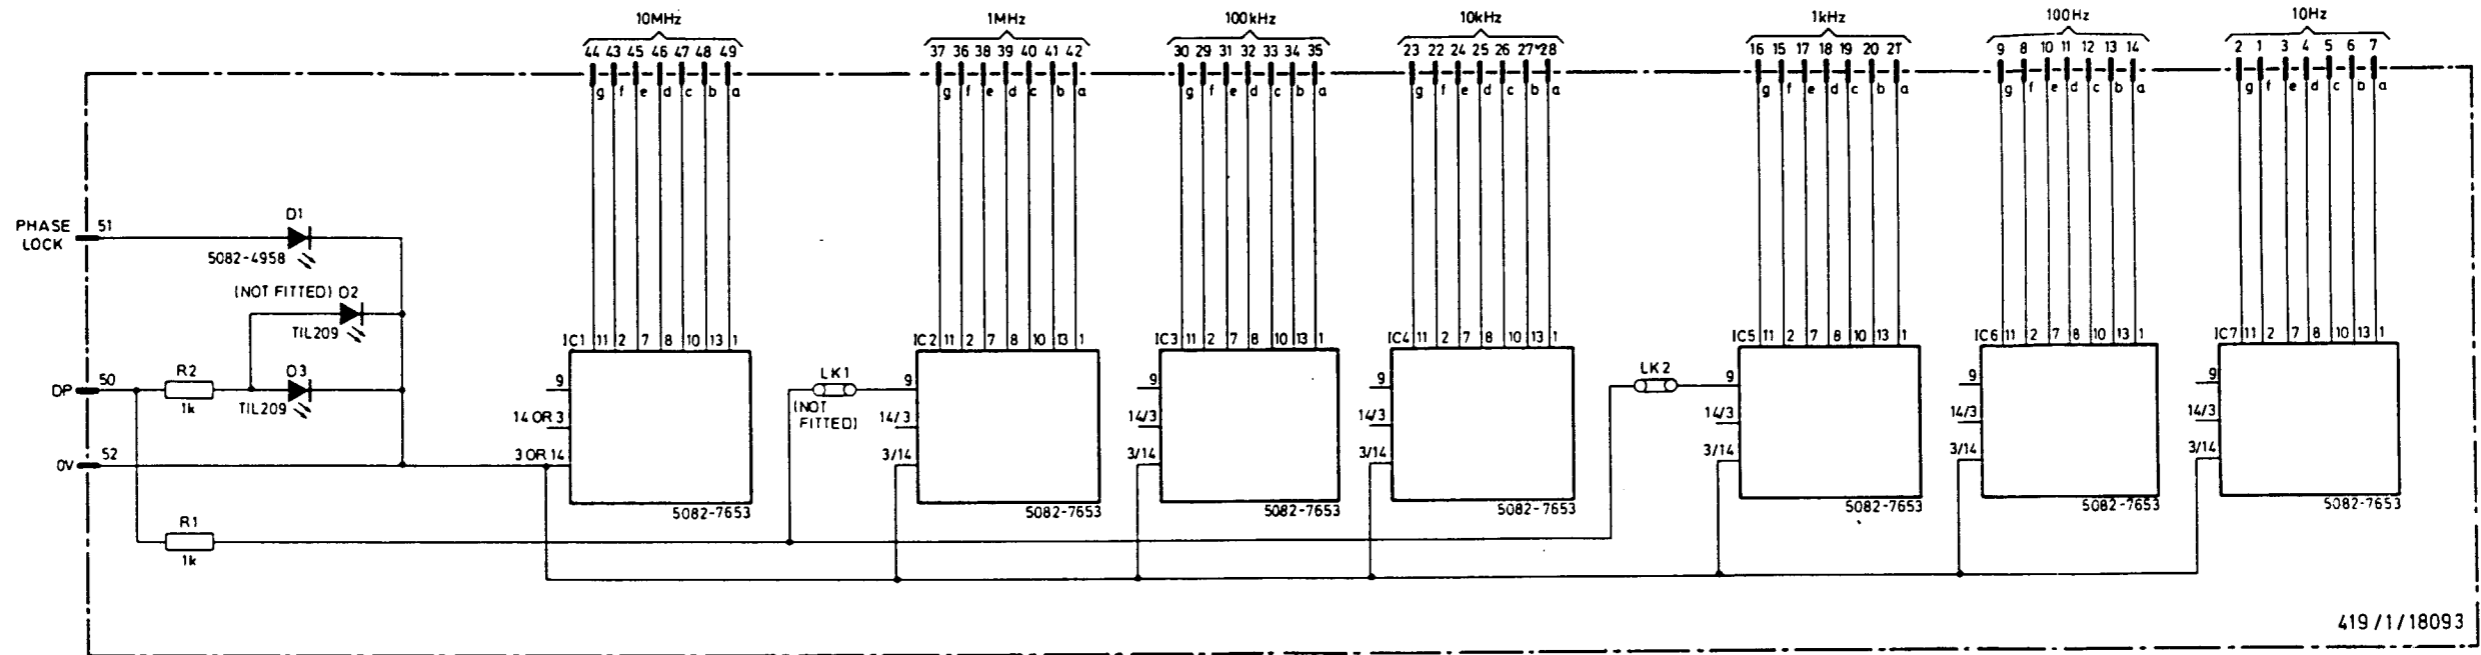 10MHz 1MHz 100kHz 10kHz 1kHz 100Hz 10Hz
44 43 45 46 47 48 49 37 36 38 39 40 41 42 30 29 31 32 33 34 35 23 22 24 25 26 27 28 16 15 17 18 19 20 21 9 8 10 11 12 13 14 2 1 3 4 5 6 7
g f e d c b a g f e d c b a g f e d c b a g f e d c b a g f e d c b a g f e d c b a g f e d c b a
PHASE
LOCK
51
D1
5082-4958
(NOT FITTED) D2
TIL209
IC1 11 2 7 8 10 13 1 IC2 11 2 7 8 10 13 1 IC3 11 2 7 8 10 13 1 IC4 11 2 7 8 10 13 1 IC5 11 2 7 8 10 13 1 IC6 11 2 7 8 10 13 1 IC7 11 2 7 8 10 13 1
DP
50
R2
1k
D3
TIL209
9 9 9 9 9 9 9
LK1
(NOT
FITTED)
LK2
14 OR 3 14/3 14/3 14/3 14/3 14/3 14/3
0V
52
3 OR 14 3/14 3/14 3/14 3/14 3/14 3/14
5082-7653 5082-7653 5082-7653 5082-7653 5082-7653 5082-7653 5082-7653
R1
1k
419/1/18093